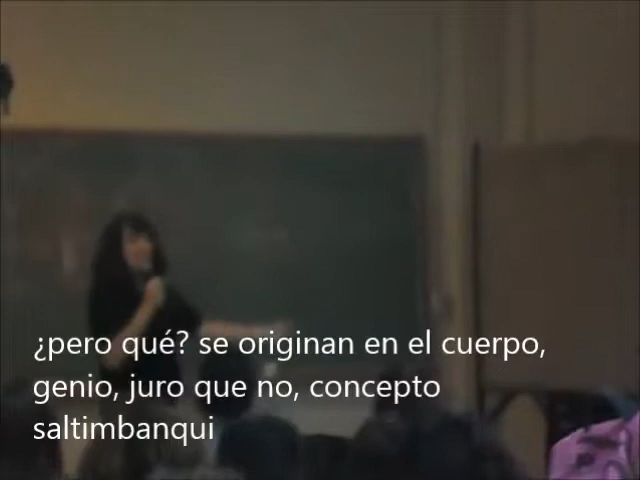 ¿pero qué? se originan en el cuerpo,
genio, juro que no, concepto
saltimbanqui